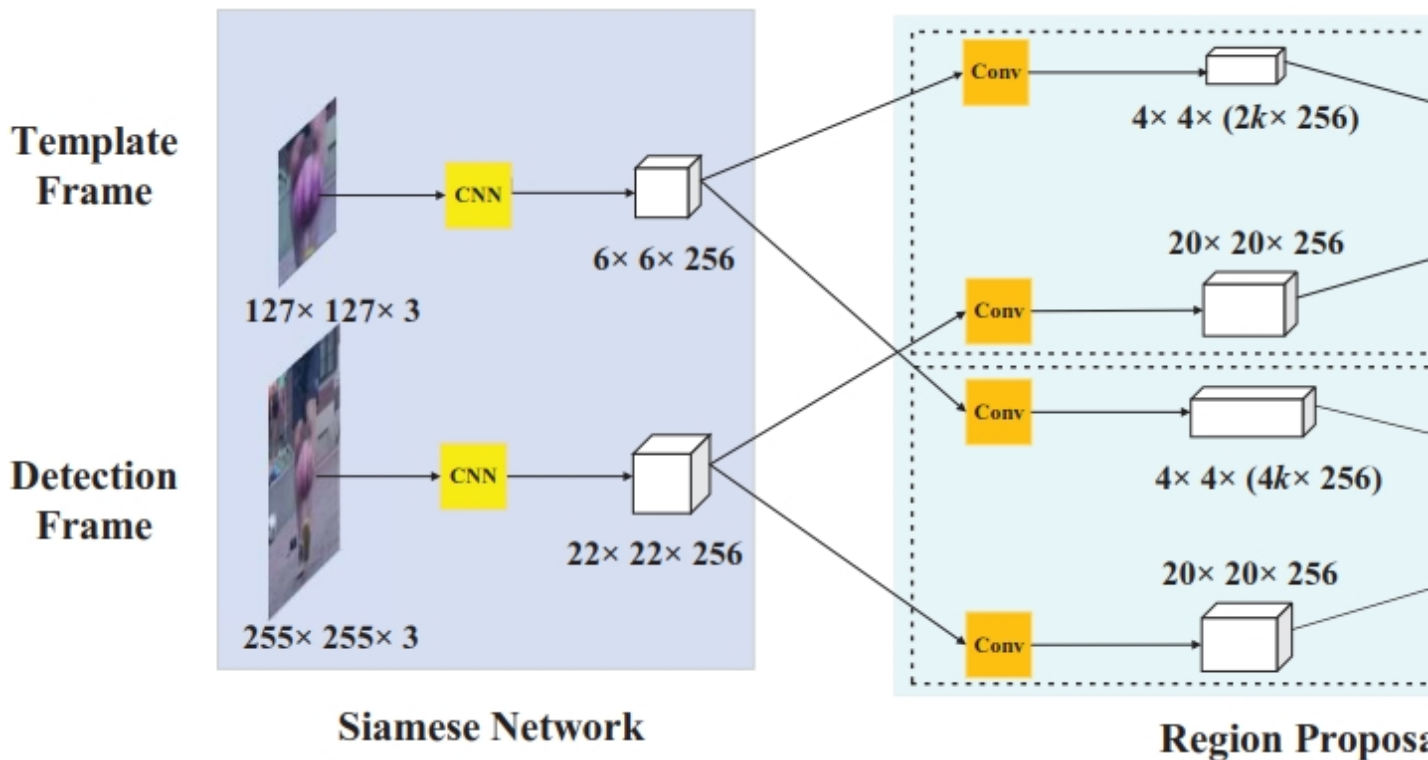 Template
Frame
127× 127× 3
CNN
6× 6× 256
Detection
Frame
255× 255× 3
CNN
22× 22× 256
Siamese Network
Conv
4× 4× (2k× 256)
20× 20× 256
Conv
Conv
4× 4× (4k× 256)
20× 20× 256
Conv
Region Proposa